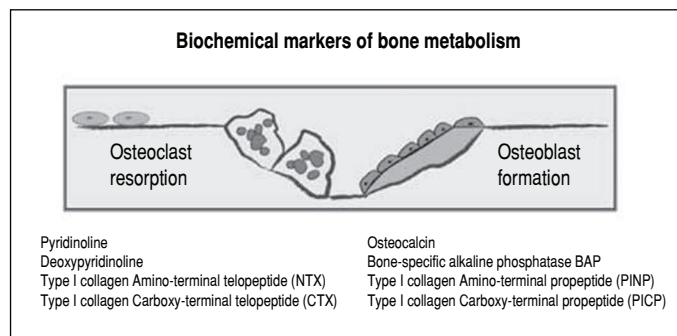 Biochemical markers of bone metabolism
Osteoclast
resorption
Osteoblast
formation
Pyridinoline
Deoxypyridinoline
Type I collagen Amino-terminal telopeptide (NTX)
Type I collagen Carboxy-terminal telopeptide (CTX)
Osteocalcin
Bone-specific alkaline phosphatase BAP
Type I collagen Amino-terminal propeptide (PINP)
Type I collagen Carboxy-terminal propeptide (PICP)